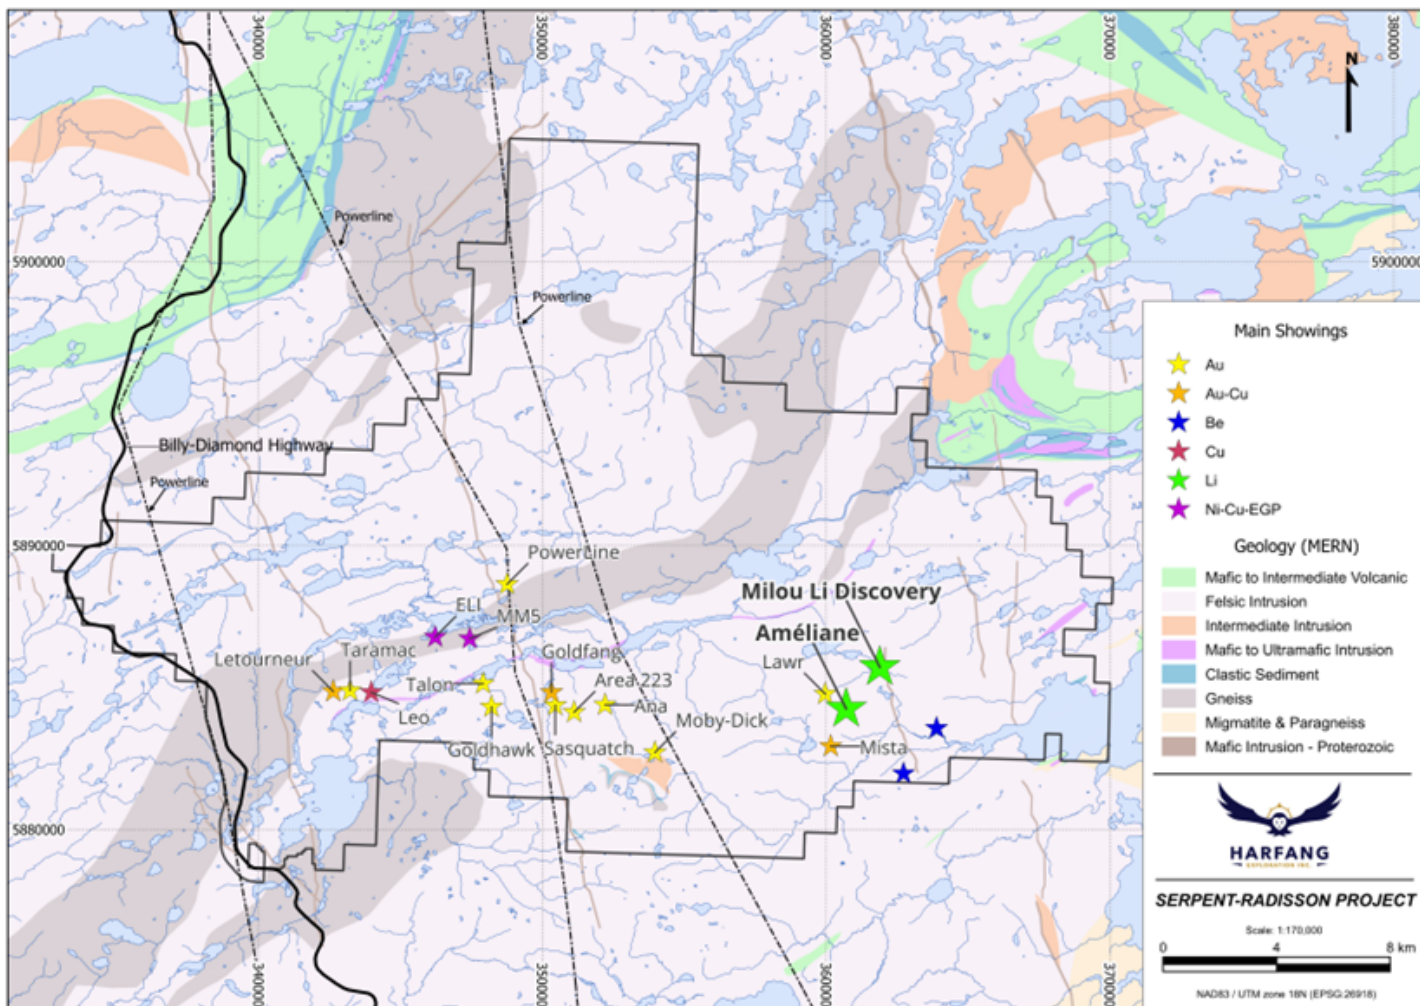 340000
350000
360000
370000
380000
N
Powerline
5900000
5900000
Powerline
Main Showings
Au
Au-Cu
Be
Cu
Li
Ni-Cu-EGP
Billy-Diamond Highway
Powerline
5890000
PowerLine
Milou Li Discovery
ELI
MM5
Améliane
Letourneur
Taramac
Goldfang
Lawr
Talon
Area 223
Ana
Leo
Moby-Dick
Goldhawk
Sasquatch
Mista
5880000
Geology (MERN)
Mafic to Intermediate Volcanic
Felsic Intrusion
Intermediate Intrusion
Mafic to Ultramafic Intrusion
Clastic Sediment
Gneiss
Migmatite & Paragneiss
Mafic Intrusion - Proterozoic
HARFANG
EXPLORATION INC.
SERPENT-RADISSON PROJECT
Scale: 1:170,000
0 4 8 km
NAD83 / UTM zone 18N (EPSG:26918)
340000
350000
360000
370000